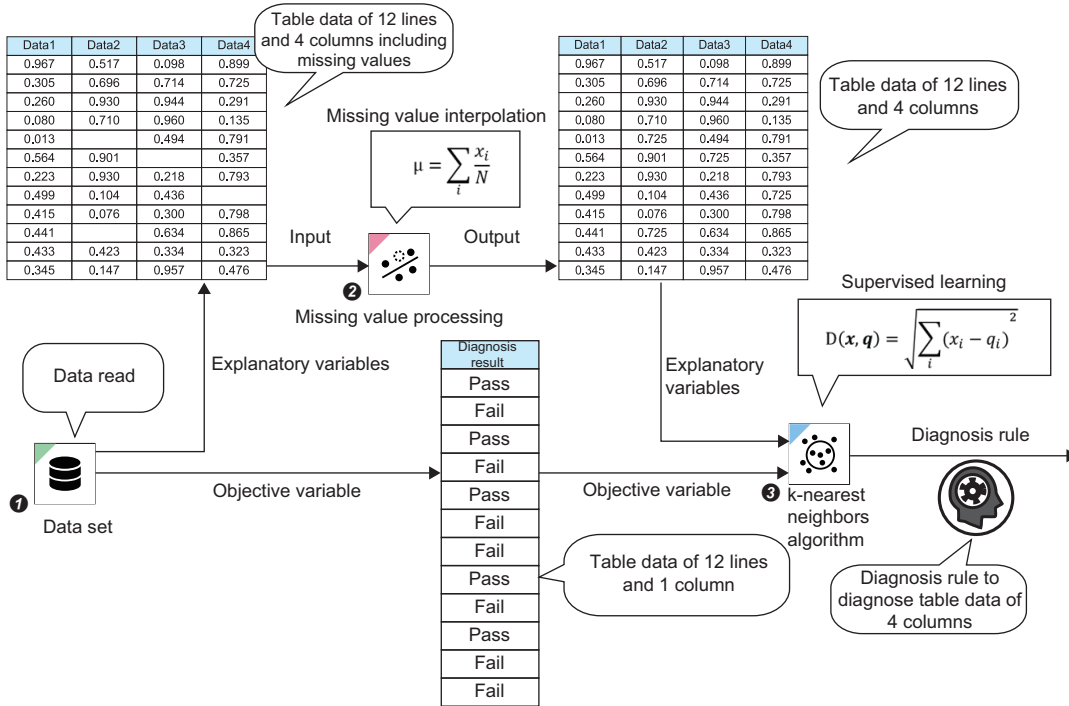 Table data of 12 lines
and 4 columns including
missing values
Data1 Data2 Data3 Data4
0.967 0.517 0.098 0.899
0.305 0.696 0.714 0.725
0.260 0.930 0.944 0.291
0.080 0.710 0.960 0.135
0.013 0.494 0.791
0.564 0.901 0.357
0.223 0.930 0.218 0.793
0.499 0.104 0.436
0.415 0.076 0.300 0.798
0.441 0.634 0.865
0.433 0.423 0.334 0.323
0.345 0.147 0.957 0.476
Missing value interpolation
μ = ∑ᵢ xᵢ/N
Input
Output
❷
Missing value processing
Data1 Data2 Data3 Data4
0.967 0.517 0.098 0.899
0.305 0.696 0.714 0.725
0.260 0.930 0.944 0.291
0.080 0.710 0.960 0.135
0.013 0.725 0.494 0.791
0.564 0.901 0.725 0.357
0.223 0.930 0.218 0.793
0.499 0.104 0.436 0.725
0.415 0.076 0.300 0.798
0.441 0.725 0.634 0.865
0.433 0.423 0.334 0.323
0.345 0.147 0.957 0.476
Table data of 12 lines
and 4 columns
Supervised learning
D(x, q) = √∑ᵢ(xᵢ − qᵢ)²
Explanatory variables
Explanatory
variables
Data read
❶
Data set
Objective variable
Diagnosis
result
Pass
Fail
Pass
Fail
Pass
Fail
Fail
Pass
Fail
Pass
Fail
Fail
Objective variable
Table data of 12 lines
and 1 column
❸ k-nearest
neighbors
algorithm
Diagnosis rule
Diagnosis rule to
diagnose table data of
4 columns